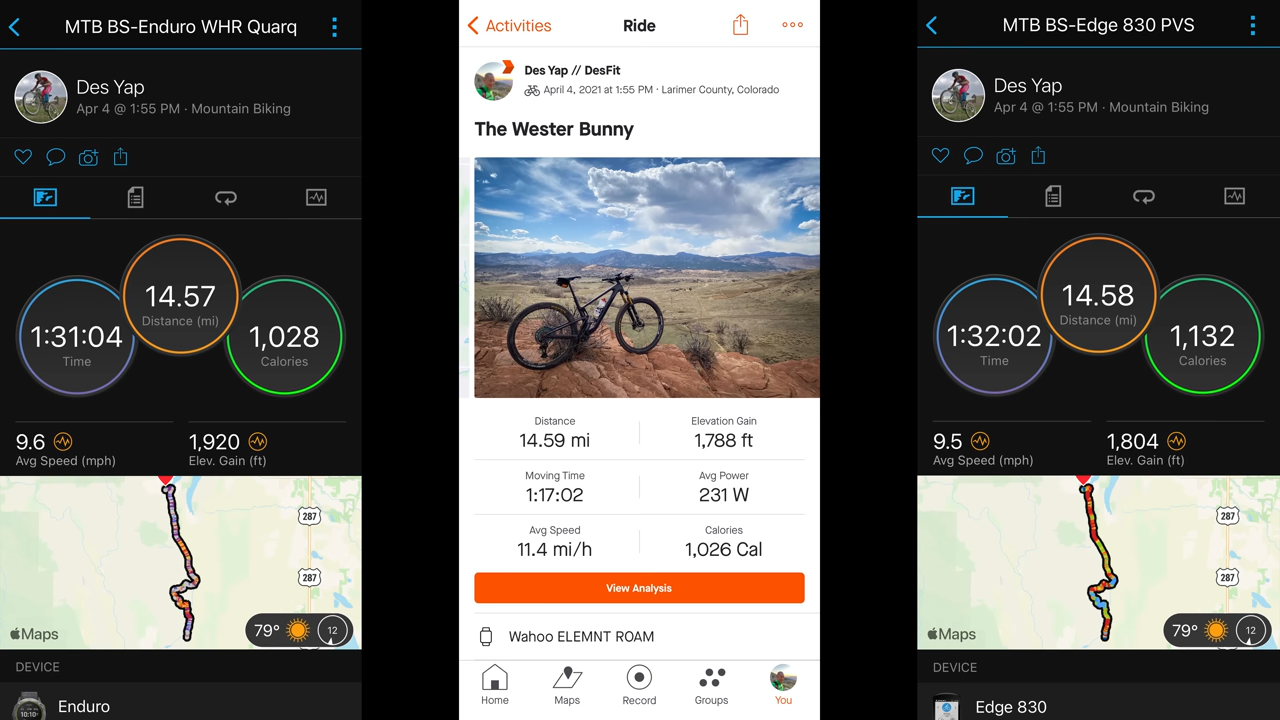 MTB BS-Enduro WHR Quarq
Des Yap
Apr 4 @ 1:55 PM · Mountain Biking
14.57
Distance (mi)
1:31:04
Time
1,028
Calories
9.6
Avg Speed (mph)
1,920
Elev. Gain (ft)
287
287
Maps
79°
12
DEVICE
10:10
Enduro
Activities
Ride
Des Yap // DesFit
April 4, 2021 at 1:55 PM · Larimer County, Colorado
The Wester Bunny
Distance
14.59 mi
Elevation Gain
1,788 ft
Moving Time
1:17:02
Avg Power
231 W
Avg Speed
11.4 mi/h
Calories
1,026 Cal
View Analysis
Wahoo ELEMNT ROAM
Home
Maps
Record
Groups
You
MTB BS-Edge 830 PVS
Des Yap
Apr 4 @ 1:55 PM · Mountain Biking
14.58
Distance (mi)
1:32:02
Time
1,132
Calories
9.5
Avg Speed (mph)
1,804
Elev. Gain (ft)
287
287
Maps
79°
12
DEVICE
Edge 830